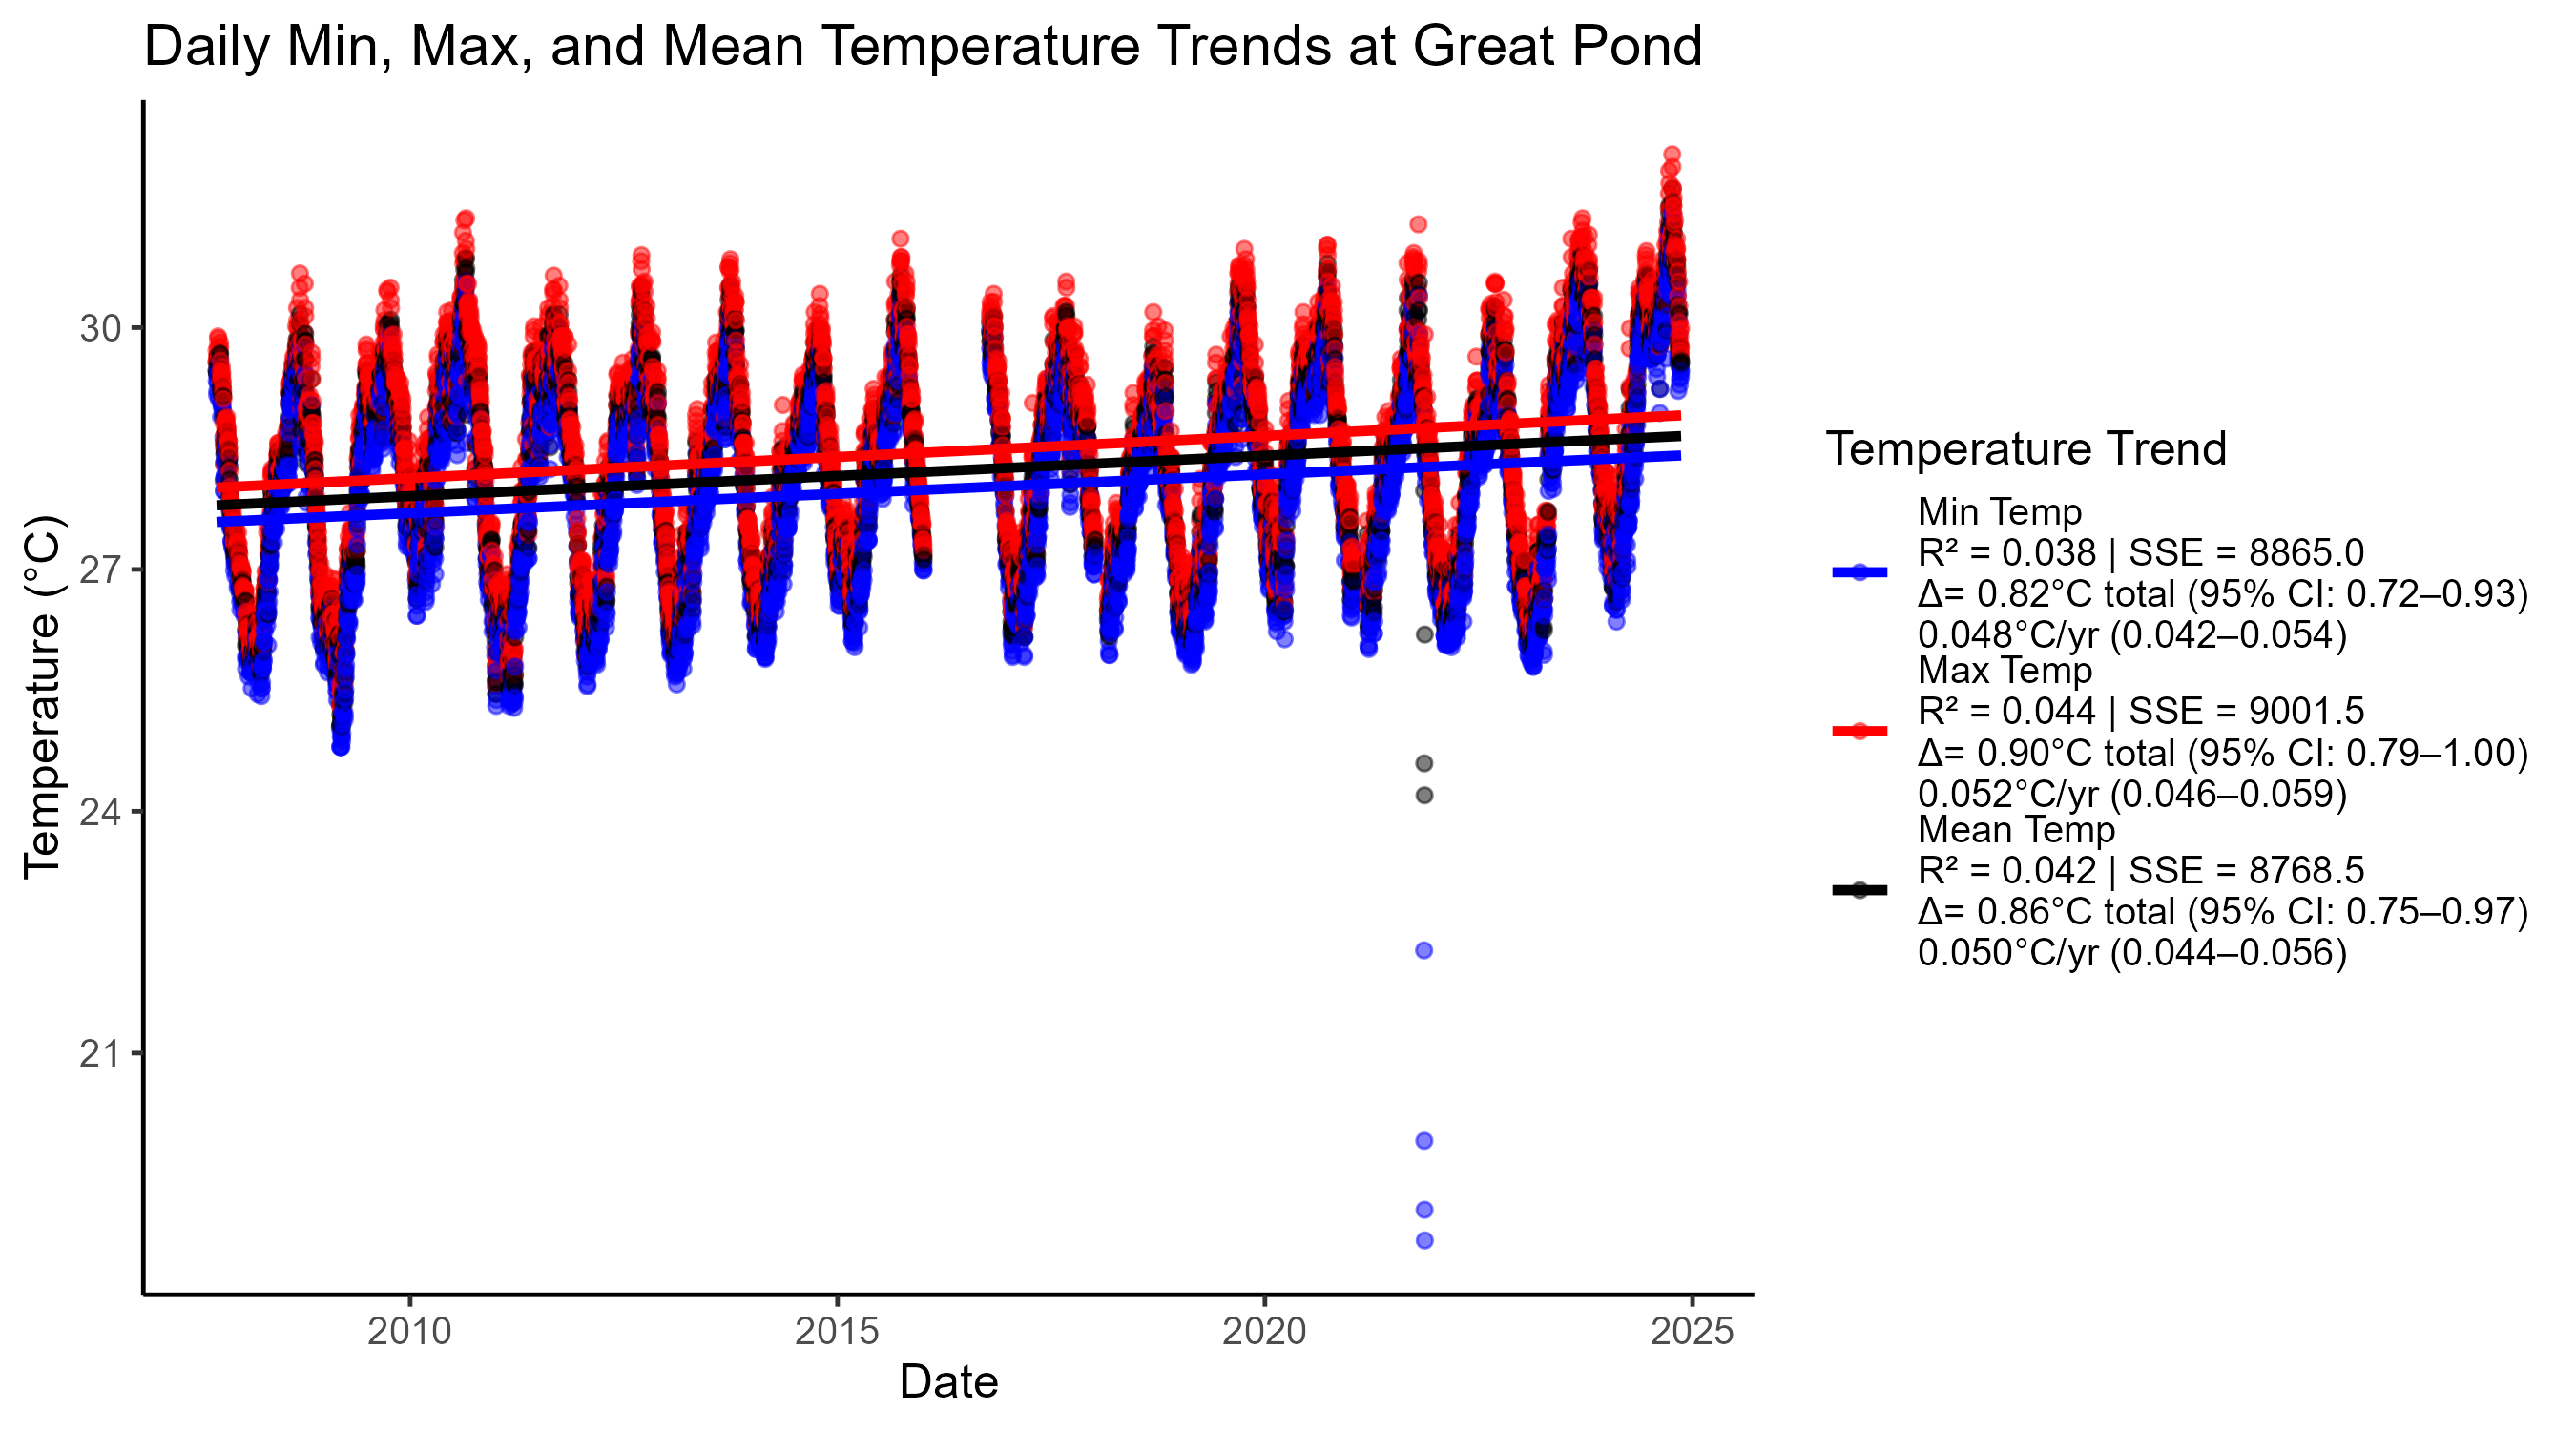 Daily Min, Max, and Mean Temperature Trends at Great Pond
Temperature (°C)
30
27
24
21
2010
2015
2020
2025
Date
Temperature Trend
Min Temp
R² = 0.038 | SSE = 8865.0
Δ= 0.82°C total (95% CI: 0.72–0.93)
0.048°C/yr (0.042–0.054)
Max Temp
R² = 0.044 | SSE = 9001.5
Δ= 0.90°C total (95% CI: 0.79–1.00)
0.052°C/yr (0.046–0.059)
Mean Temp
R² = 0.042 | SSE = 8768.5
Δ= 0.86°C total (95% CI: 0.75–0.97)
0.050°C/yr (0.044–0.056)